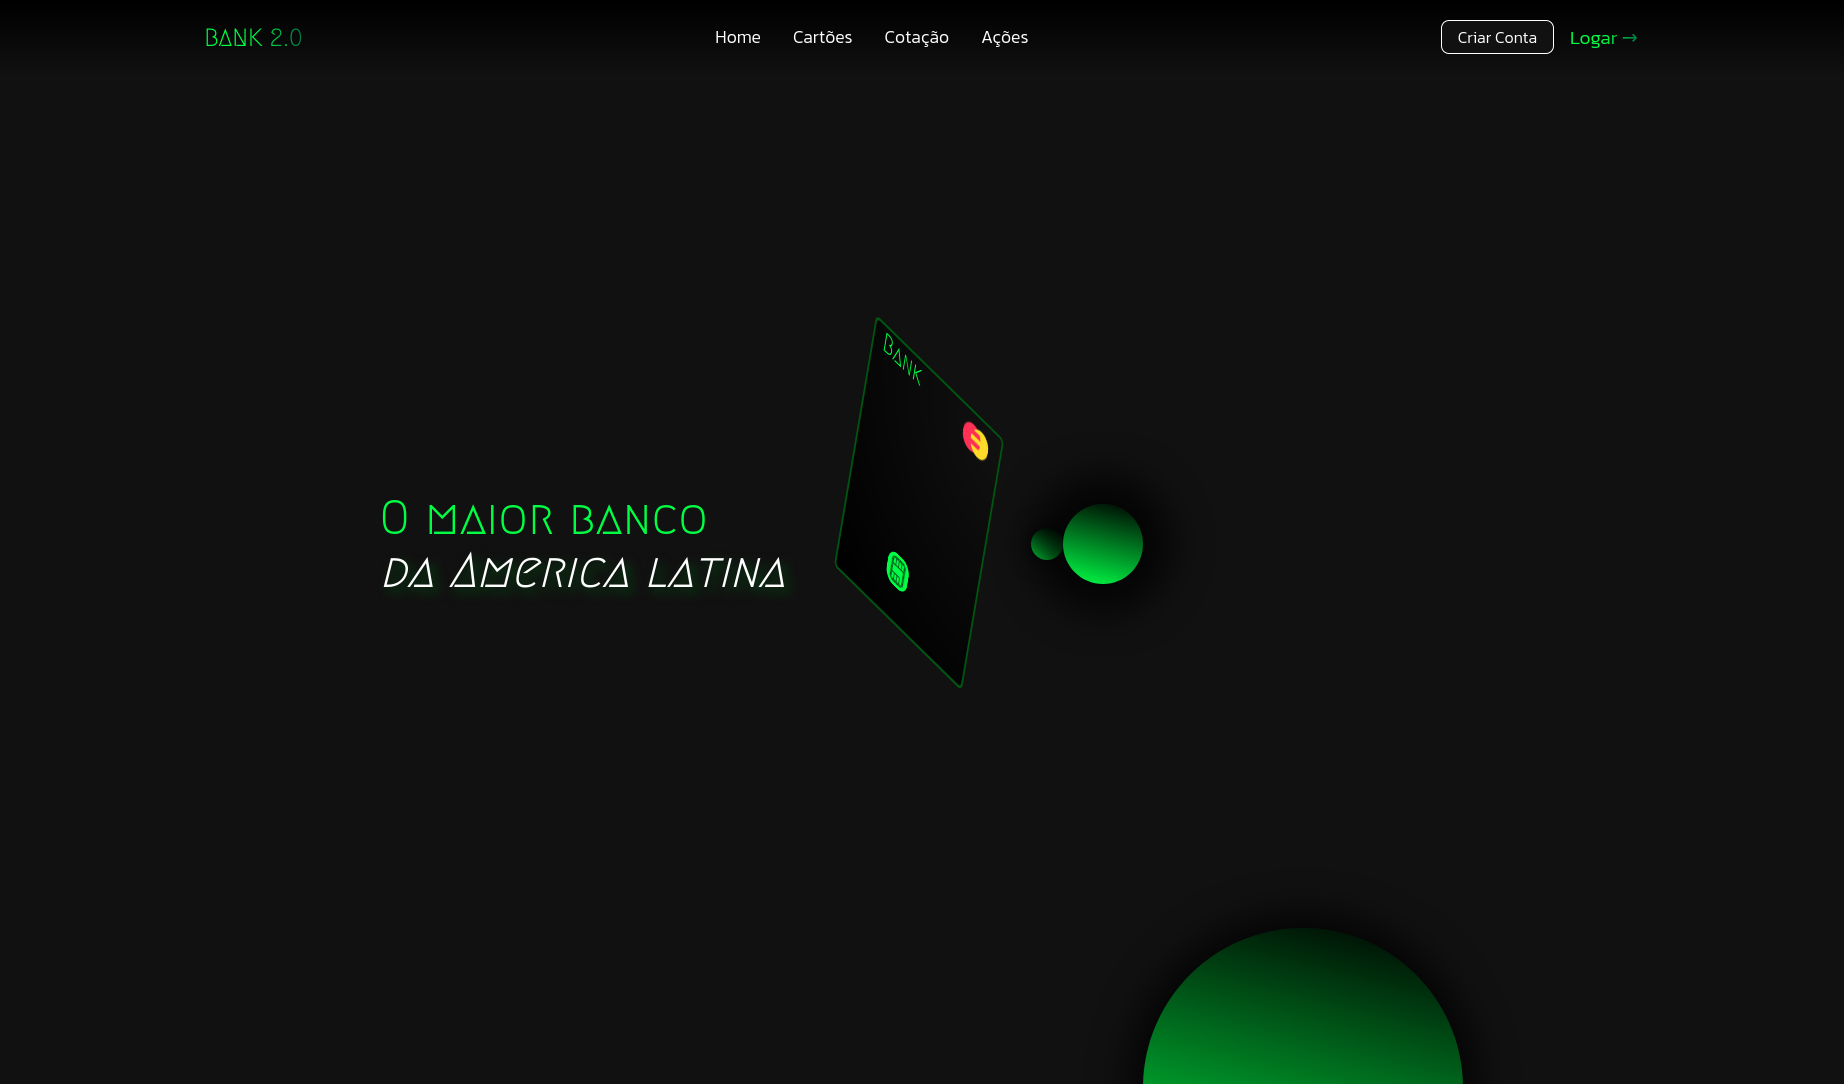 BANK 2.0
Home
Cartões
Cotação
Ações
Criar Conta
Logar →
BANK
O maior banco
da America latina